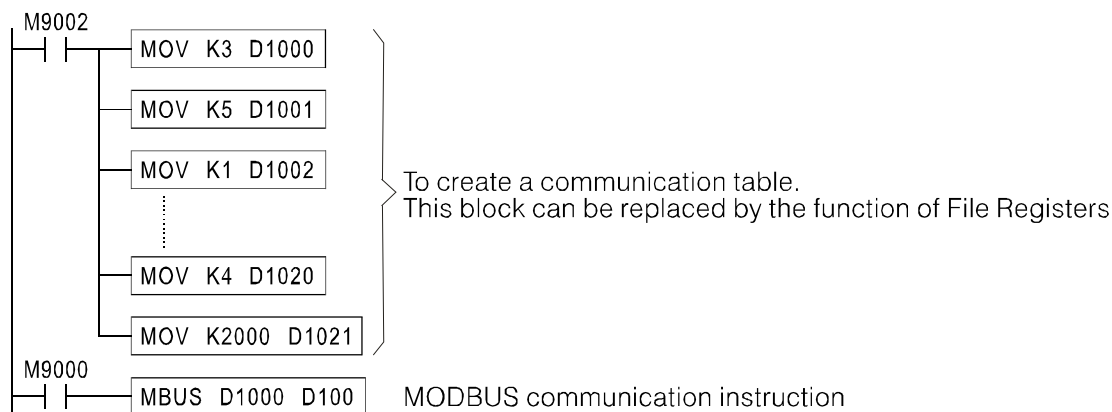 M9002
MOV K3 D1000
MOV K5 D1001
MOV K1 D1002
To create a communication table.
This block can be replaced by the function of File Registers
MOV K4 D1020
MOV K2000 D1021
M9000
MBUS D1000 D100 MODBUS communication instruction